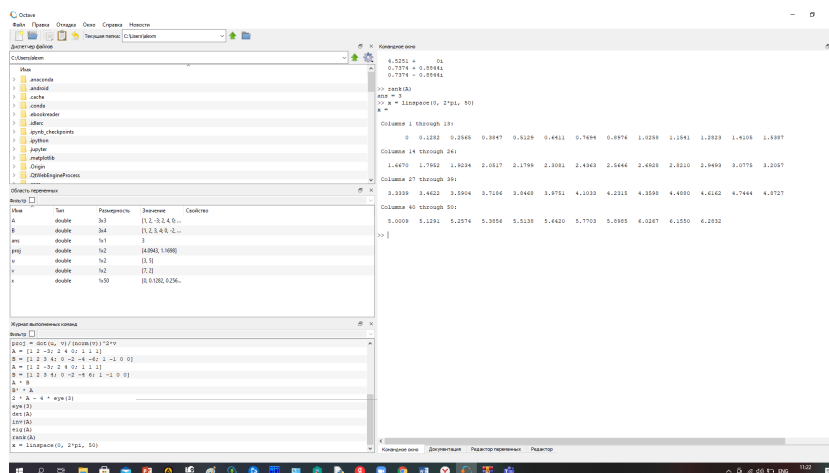 Octave
Файл Правка Отладка Окно Справка Новости
Текущая папка: C:\Users\alexm
Диспетчер файлов
C:/Users/alexm
Имя
.anaconda
.android
.cache
.conda
.ebookreader
.idlerc
.ipynb_checkpoints
.ipython
.jupyter
.matplotlib
.Origin
.QtWebEngineProcess
Область переменных
Фильтр
Имя Тип Размерность Значение Свойство
A double 3x3 [1, 2, -3; 2, 4, 0; ...
B double 3x4 [1, 2, 3, 4; 0, -2, ...
ans double 1x1 3
proj double 1x2 [4.0943, 1.1698]
u double 1x2 [3, 5]
v double 1x2 [7, 2]
x double 1x50 [0, 0.1282, 0.256...
Журнал выполненных команд
Фильтр
proj = dot(u, v)/(norm(v))^2*v
A = [1 2 -3; 2 4 0; 1 1 1]
B = [1 2 3 4; 0 -2 -4 -6; 1 -1 0 0]
A = [1 2 -3; 2 4 0; 1 1 1]
B = [1 2 3 4; 0 -2 -4 6; 1 -1 0 0]
A * B
B' * A
2 * A - 4 * eye(3)
eye(3)
det(A)
inv(A)
eig(A)
rank(A)
x = linspace(0, 2*pi, 50)
Командное окно
4.5251 + 0i
0.7374 + 0.8844i
0.7374 - 0.8844i
>> rank(A)
ans = 3
>> x = linspace(0, 2*pi, 50)
x =
Columns 1 through 13:
0 0.1282 0.2565 0.3847 0.5129 0.6411 0.7694 0.8976 1.0258 1.1541 1.2823 1.4105 1.5387
Columns 14 through 26:
1.6670 1.7952 1.9234 2.0517 2.1799 2.3081 2.4363 2.5646 2.6928 2.8210 2.9493 3.0775 3.2057
Columns 27 through 39:
3.3339 3.4622 3.5904 3.7186 3.8468 3.9751 4.1033 4.2315 4.3598 4.4880 4.6162 4.7444 4.8727
Columns 40 through 50:
5.0009 5.1291 5.2574 5.3856 5.5138 5.6420 5.7703 5.8985 6.0267 6.1550 6.2832
>>
Командное окно Документация Редактор переменных Редактор
ENG
11:22